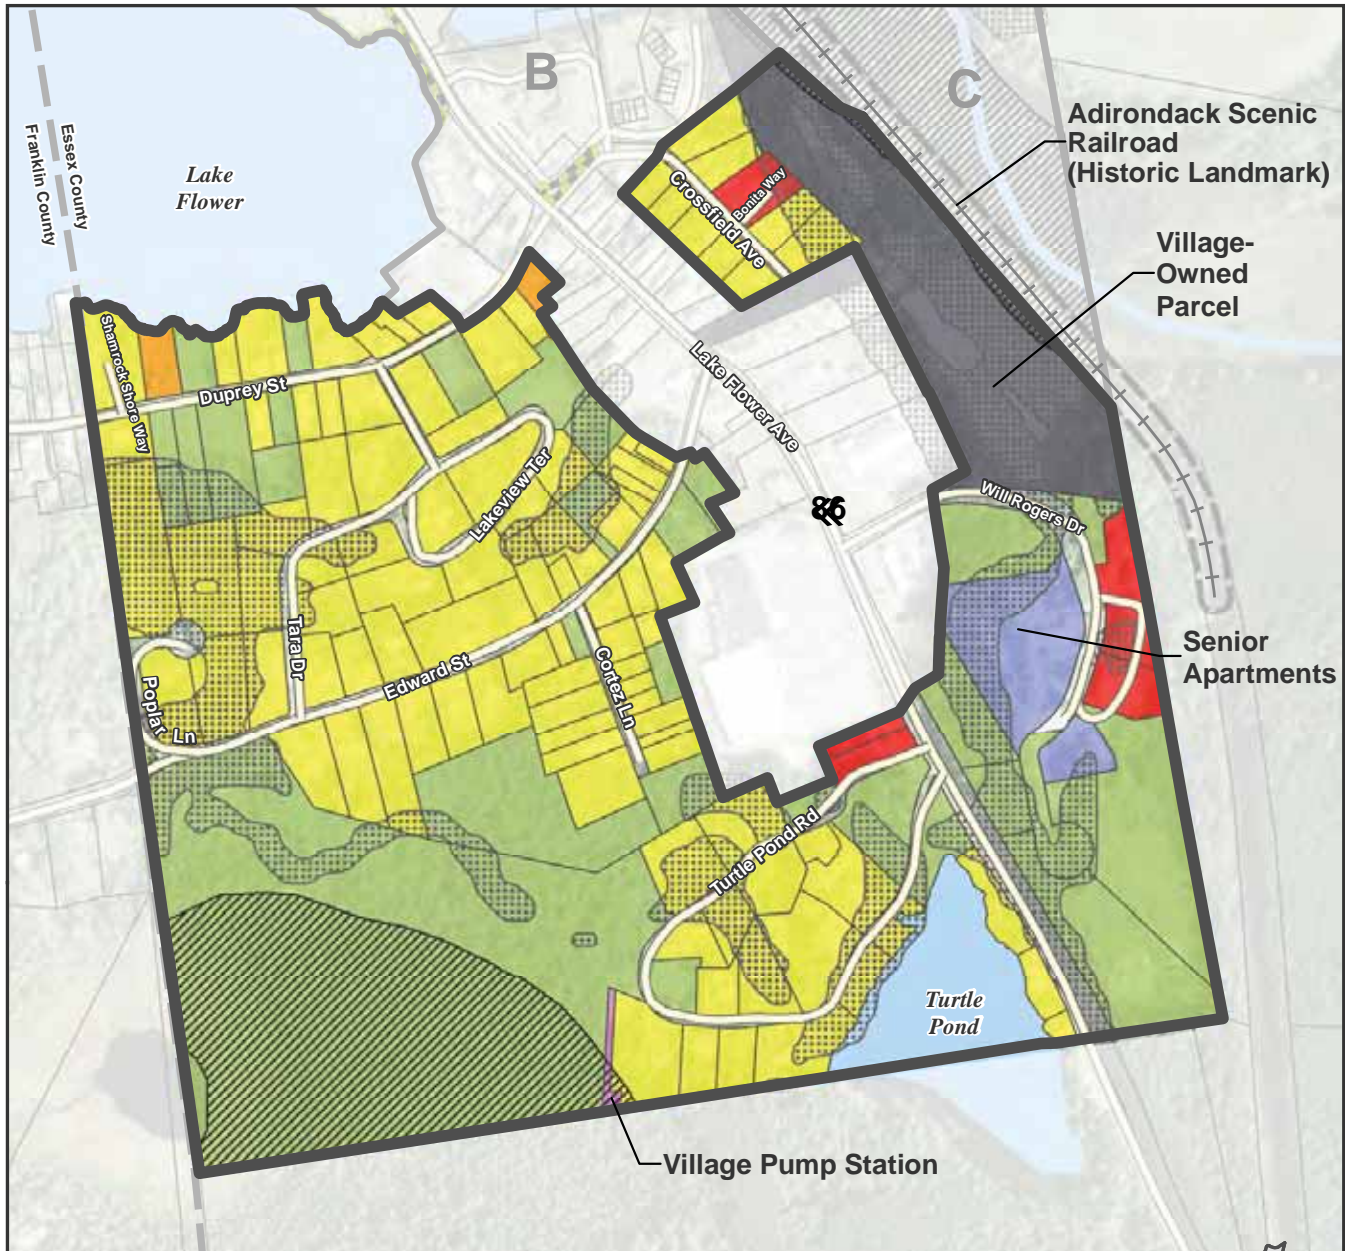 B
C
Adirondack Scenic
Railroad
(Historic Landmark)
Essex County
Franklin County
Lake
Flower
Crossfield Ave
Bonita Way
Village-
Owned
Parcel
Shamrock Shore Way
Duprey St
Lake Flower Ave
Lakeview Ter
Will Rogers Dr
Tara Dr
Edward St
Cortez Ln
Poplar Ln
Senior
Apartments
Turtle Pond Rd
Turtle
Pond
Village Pump Station